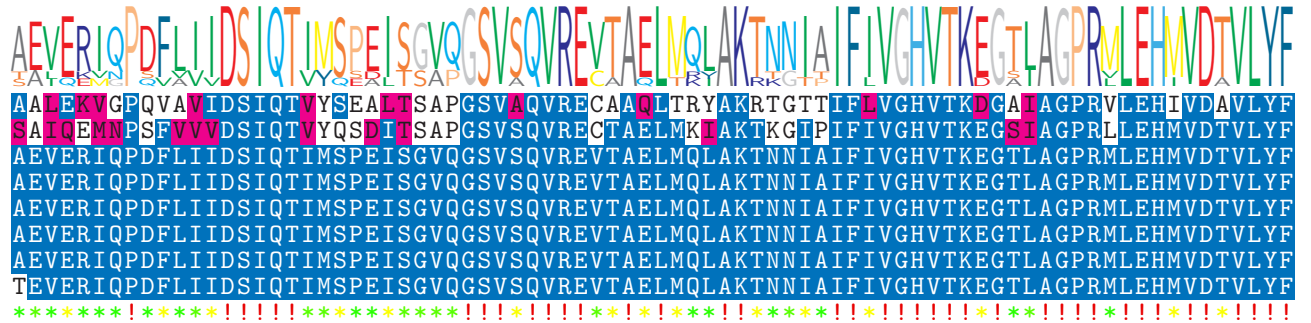 AEVERIQPDFLIIDSIQTIMSPEISGVQGSVSQVREVTAELMQLAKTNNIAIFIVGHVTKEGTLAGPRMLEHMVDTVLYF
AALEKVGPQVAVIDSIQTVYSEALTSAPGSVAQVRECAAQLTRYAKRTGTTIFLVGHVTKDGAIAGPRVLEHIVDAVLYF
SAIQEMNPSFVVVDSIQTVYQSDITSAPGSVSQVRECTAELMKIAKTKGIPIFIVGHVTKEGSIAGPRLLEHMVDTVLYF
AEVERIQPDFLIIDSIQTIMSPEISGVQGSVSQVREVTAELMQLAKTNNIAIFIVGHVTKEGTLAGPRMLEHMVDTVLYF
AEVERIQPDFLIIDSIQTIMSPEISGVQGSVSQVREVTAELMQLAKTNNIAIFIVGHVTKEGTLAGPRMLEHMVDTVLYF
AEVERIQPDFLIIDSIQTIMSPEISGVQGSVSQVREVTAELMQLAKTNNIAIFIVGHVTKEGTLAGPRMLEHMVDTVLYF
AEVERIQPDFLIIDSIQTIMSPEISGVQGSVSQVREVTAELMQLAKTNNIAIFIVGHVTKEGTLAGPRMLEHMVDTVLYF
AEVERIQPDFLIIDSIQTIMSPEISGVQGSVSQVREVTAELMQLAKTNNIAIFIVGHVTKEGTLAGPRMLEHMVDTVLYF
TEVERIQPDFLIIDSIQTIMSPEISGVQGSVSQVREVTAELMQLAKTNNIAIFIVGHVTKEGTLAGPRMLEHMVDTVLYF
*******!*****!!!!!**********!!!*!!!!**!*!***!!*****!!*!!!!!!*!**!!!!*!!!*!!*!!!!